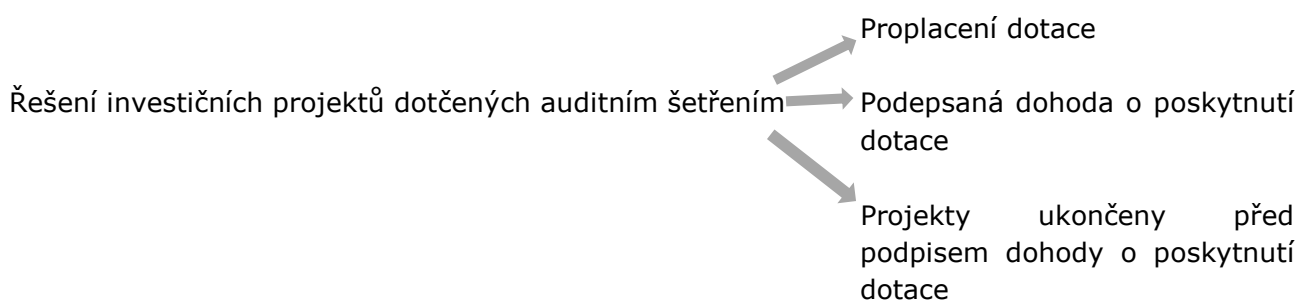 Proplacení dotace
Řešení investičních projektů dotčených auditním šetřením
Podepsaná dohoda o poskytnutí
dotace
Projekty ukončeny před
podpisem dohody o poskytnutí
dotace